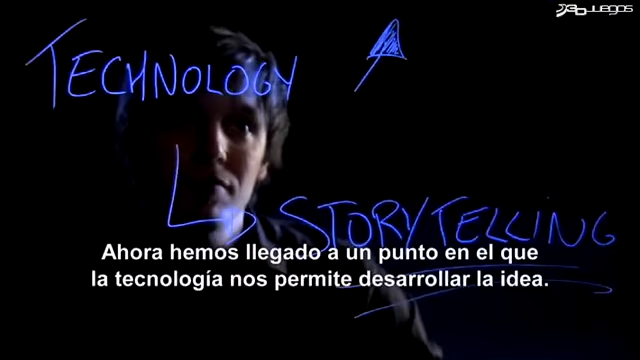 3DJuegos
TECHNOLOGY
STORYTELLING
Ahora hemos llegado a un punto en el que
la tecnología nos permite desarrollar la idea.